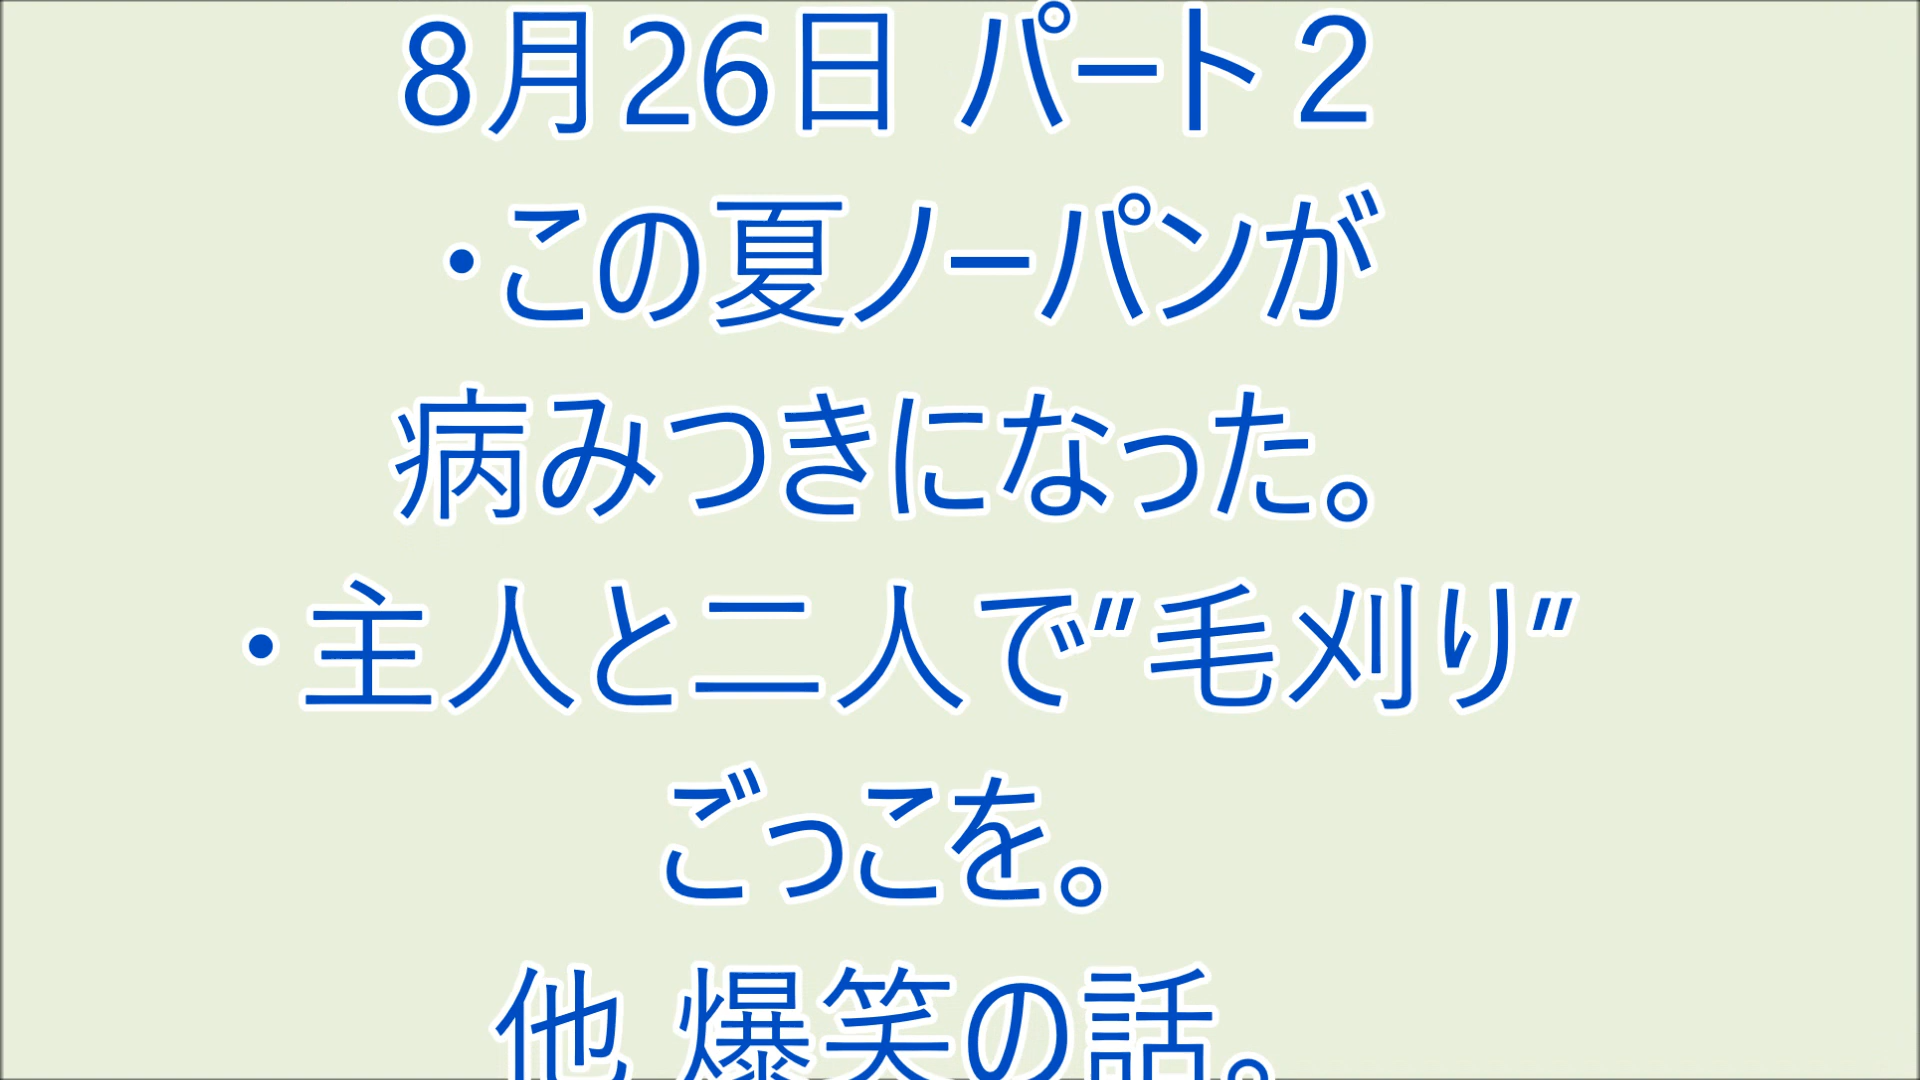 8月26日 パート２
・この夏ノーパンが
病みつきになった。
・主人と二人で”毛刈り”
ごっこを。
他 爆笑の話。